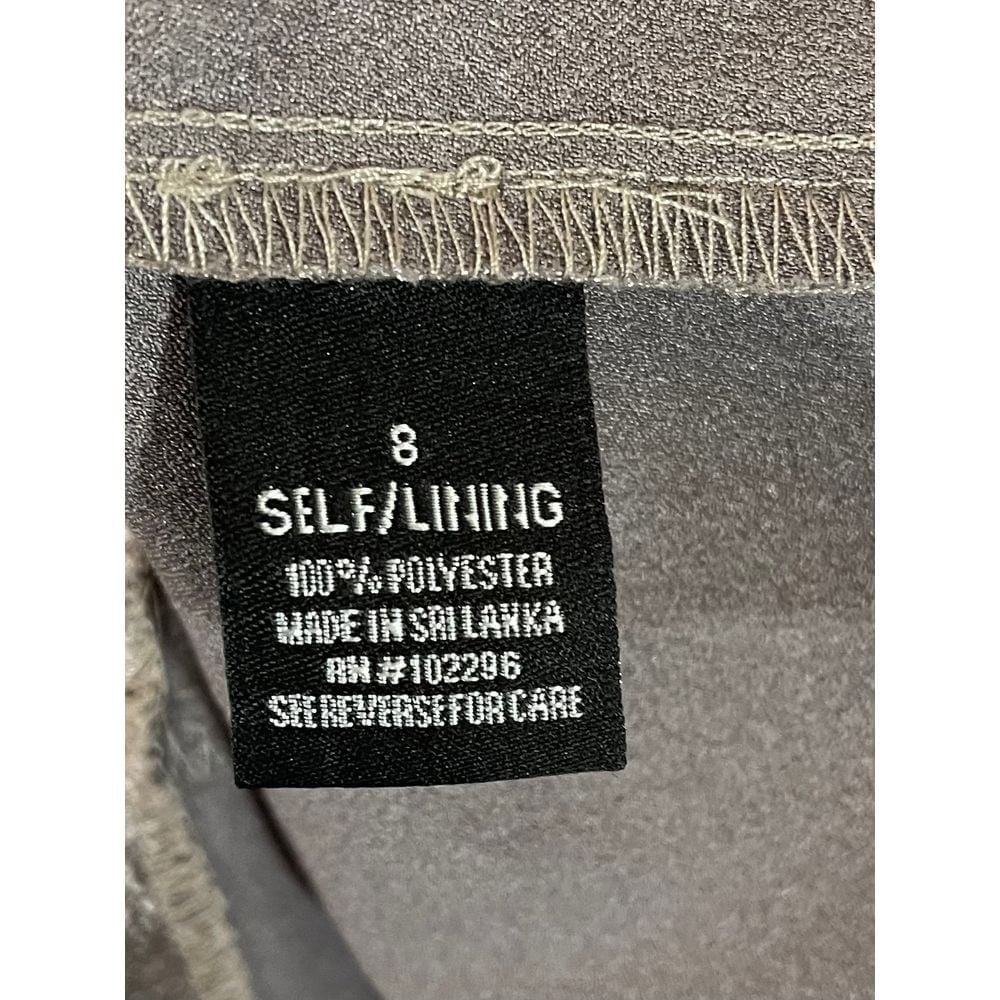 8
SELF/LINING
100% POLYESTER
MADE IN SRI LANKA
RN #102296
SEE REVERSE FOR CARE